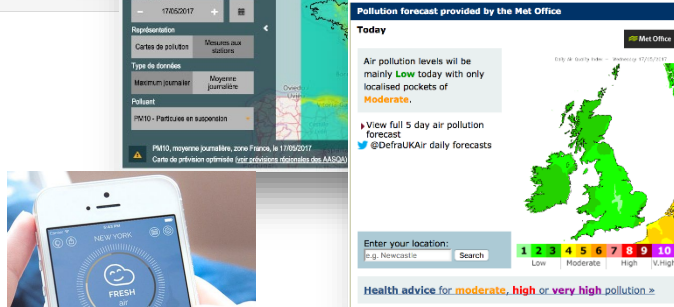 17/05/2017
Représentation
Cartes de pollution
Mesures aux
stations
Type de données
Maximum journalier
Moyenne
journalière
Polluant
PM10 - Particules en suspension
PM10, moyenne journalière, zone France, le 17/05/2017
Carte de prévision optimisée (voir prévisions régionales des AASQA)
NEW YORK
FRESH
air
Pollution forecast provided by the Met Office
Today
Met Office
Air pollution levels will be
mainly Low today with only
localised pockets of
Moderate.
View full 5 day air pollution
forecast
@DefraUKAir daily forecasts
Enter your location:
e.g. Newcastle
Search
1 2 3 4 5 6 7 8 9 10
Low Moderate High V.High
Health advice for moderate, high or very high pollution »